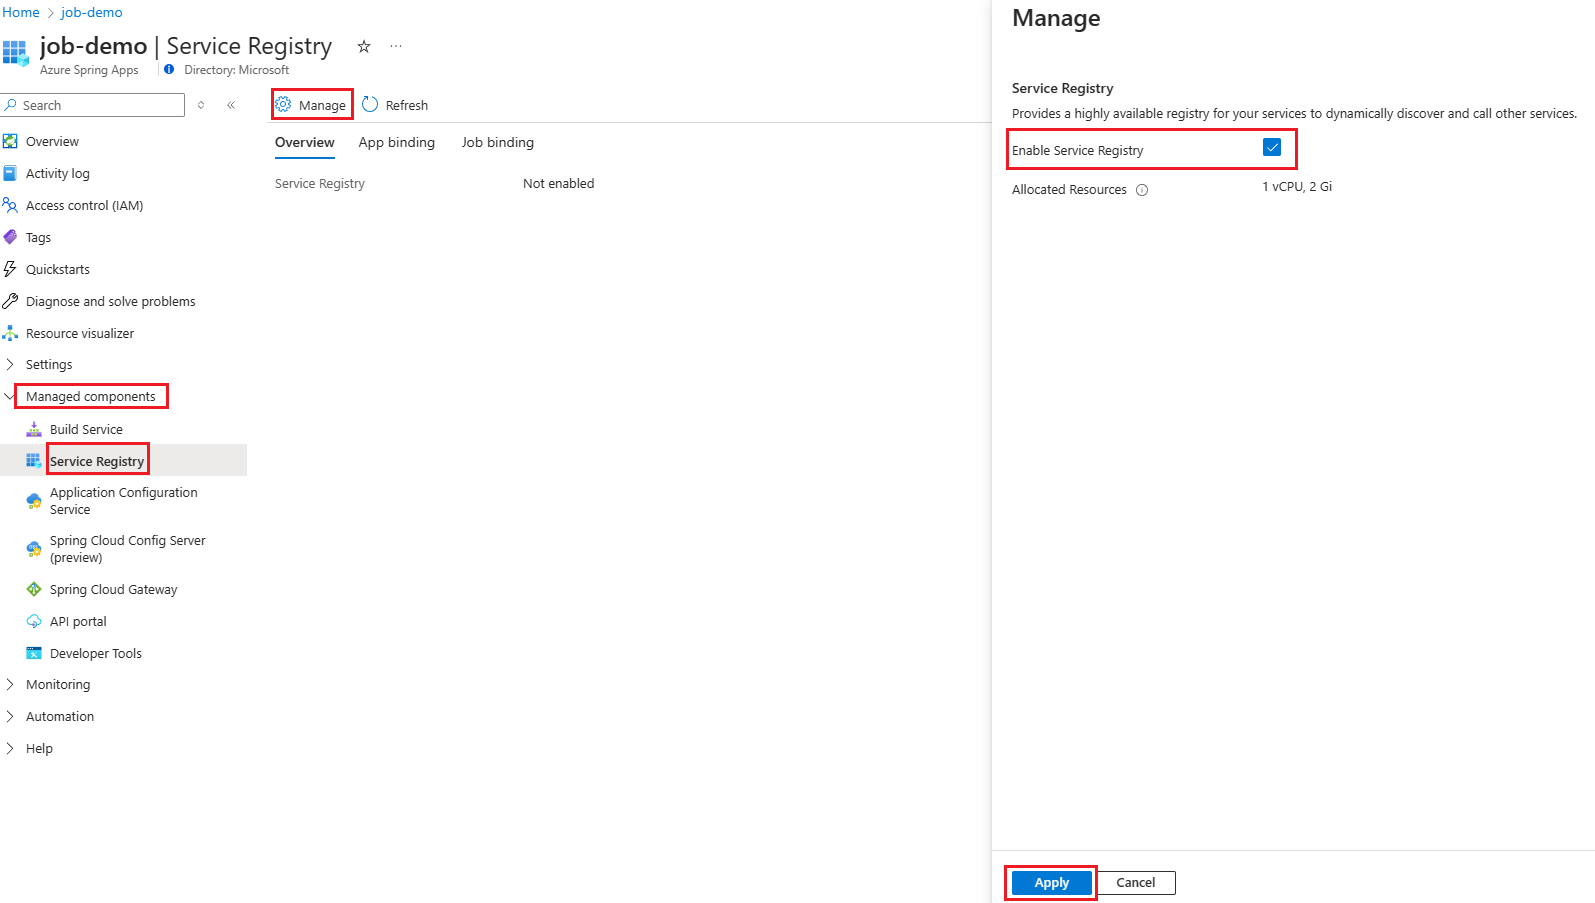 Home > job-demo
job-demo | Service Registry
Azure Spring Apps
Directory: Microsoft
Search
Overview
Activity log
Access control (IAM)
Tags
Quickstarts
Diagnose and solve problems
Resource visualizer
Settings
Managed components
Build Service
Service Registry
Application Configuration
Service
Spring Cloud Config Server
(preview)
Spring Cloud Gateway
API portal
Developer Tools
Monitoring
Automation
Help
Manage
Refresh
Overview
App binding
Job binding
Service Registry
Not enabled
Manage
Service Registry
Provides a highly available registry for your services to dynamically discover and call other services.
Enable Service Registry
Allocated Resources
1 vCPU, 2 Gi
Apply
Cancel